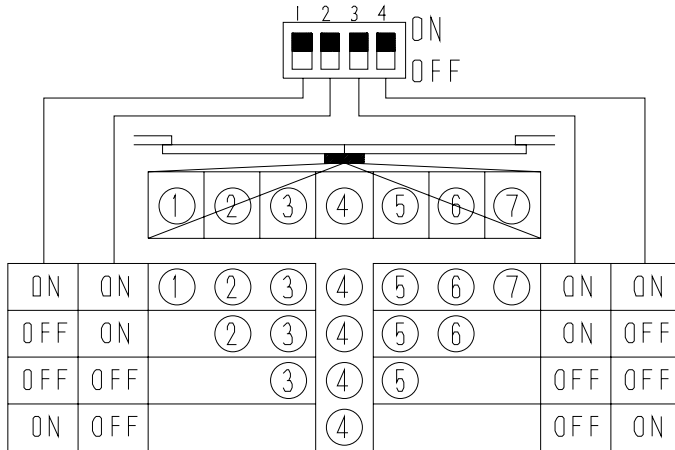 1 2 3 4 ON
OFF
1 2 3 4 5 6 7
ON ON 1 2 3 4 5 6 7 ON ON
OFF ON 2 3 4 5 6 ON OFF
OFF OFF 3 4 5 OFF OFF
ON OFF 4 OFF ON